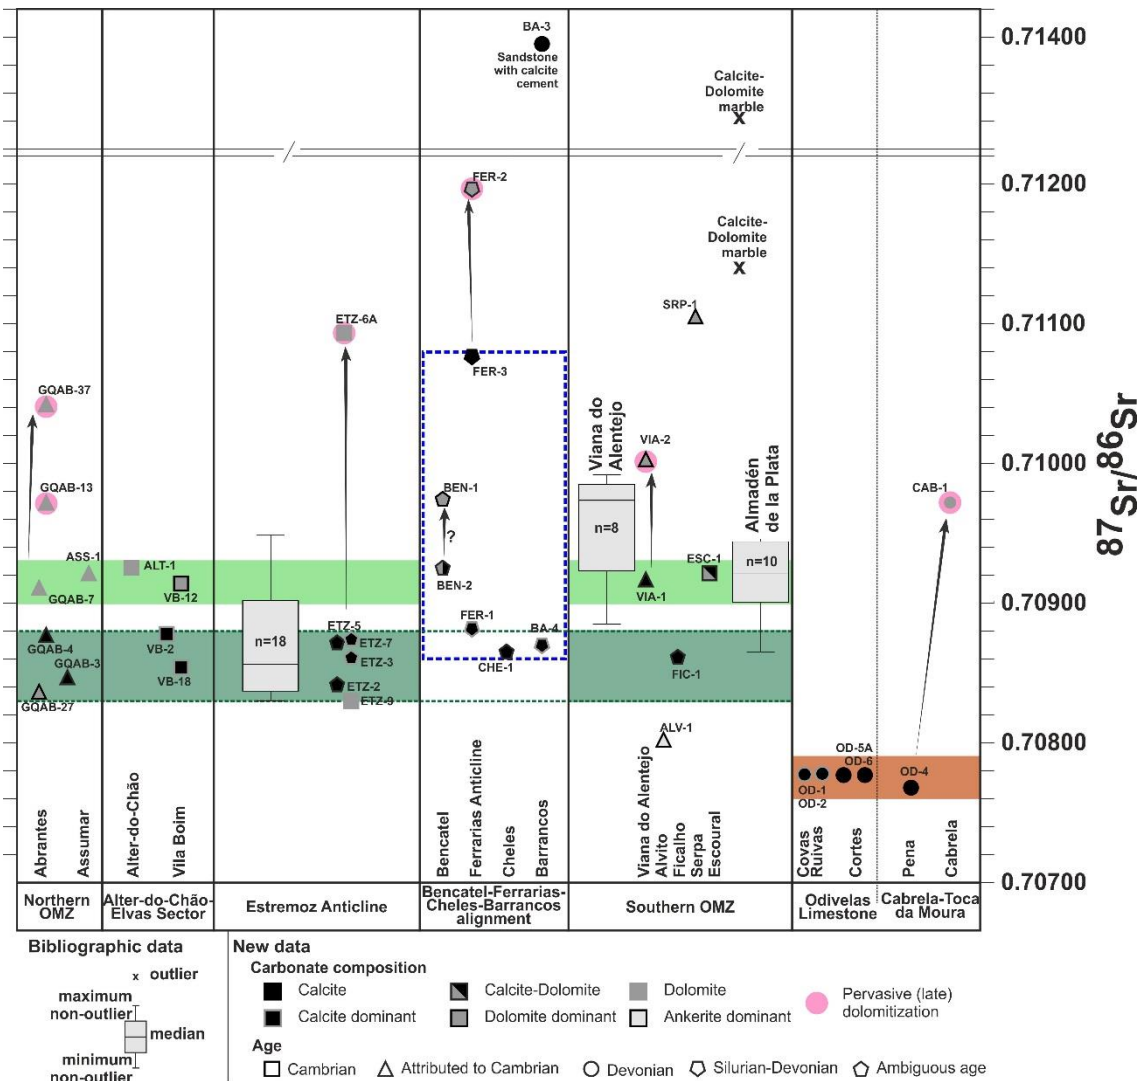 BA-3
Sandstone
with calcite
cement
Calcite-
Dolomite
marble
x
0.71400
FER-2
0.71200
Calcite-
Dolomite
marble
x
SRP-1
ETZ-6A
0.71100
FER-3
GQAB-37
Viana do
Alentejo
VIA-2
0.71000
87Sr/86Sr
GQAB-13
BEN-1
?
Almadén
de la Plata
CAB-1
n=8
ASS-1
ALT-1
BEN-2
ESC-1
n=10
GQAB-7
VB-12
VIA-1
0.70900
FER-1
BA-4
ETZ-5
n=18
ETZ-7
GQAB-4
VB-2
ETZ-3
CHE-1
GQAB-3
VB-18
FIC-1
ETZ-2
ETZ-9
GQAB-27
ALV-1
0.70800
OD-5A
OD-6
OD-4
OD-1
OD-2
Abrantes
Assumar
Alter-do-Chão
Vila Boim
Bencatel
Ferrarias Anticline
Cheles
Barrancos
Viana do Alentejo
Alvito
Ficalho
Serpa
Escoural
Covas
Ruivas
Cortes
Pena
Cabrela
0.70700
Northern
OMZ
Alter-do-Chão-
Elvas Sector
Estremoz Anticline
Bencatel-Ferrarias-
Cheles-Barrancos
alignment
Southern OMZ
Odivelas
Limestone
Cabrela-Toca
da Moura
Bibliographic data
x outlier
maximum
non-outlier
median
minimum
non-outlier
New data
Carbonate composition
Calcite
Calcite-Dolomite
Dolomite
Pervasive (late)
dolomitization
Calcite dominant
Dolomite dominant
Ankerite dominant
Age
Cambrian
Attributed to Cambrian
Devonian
Silurian-Devonian
Ambiguous age